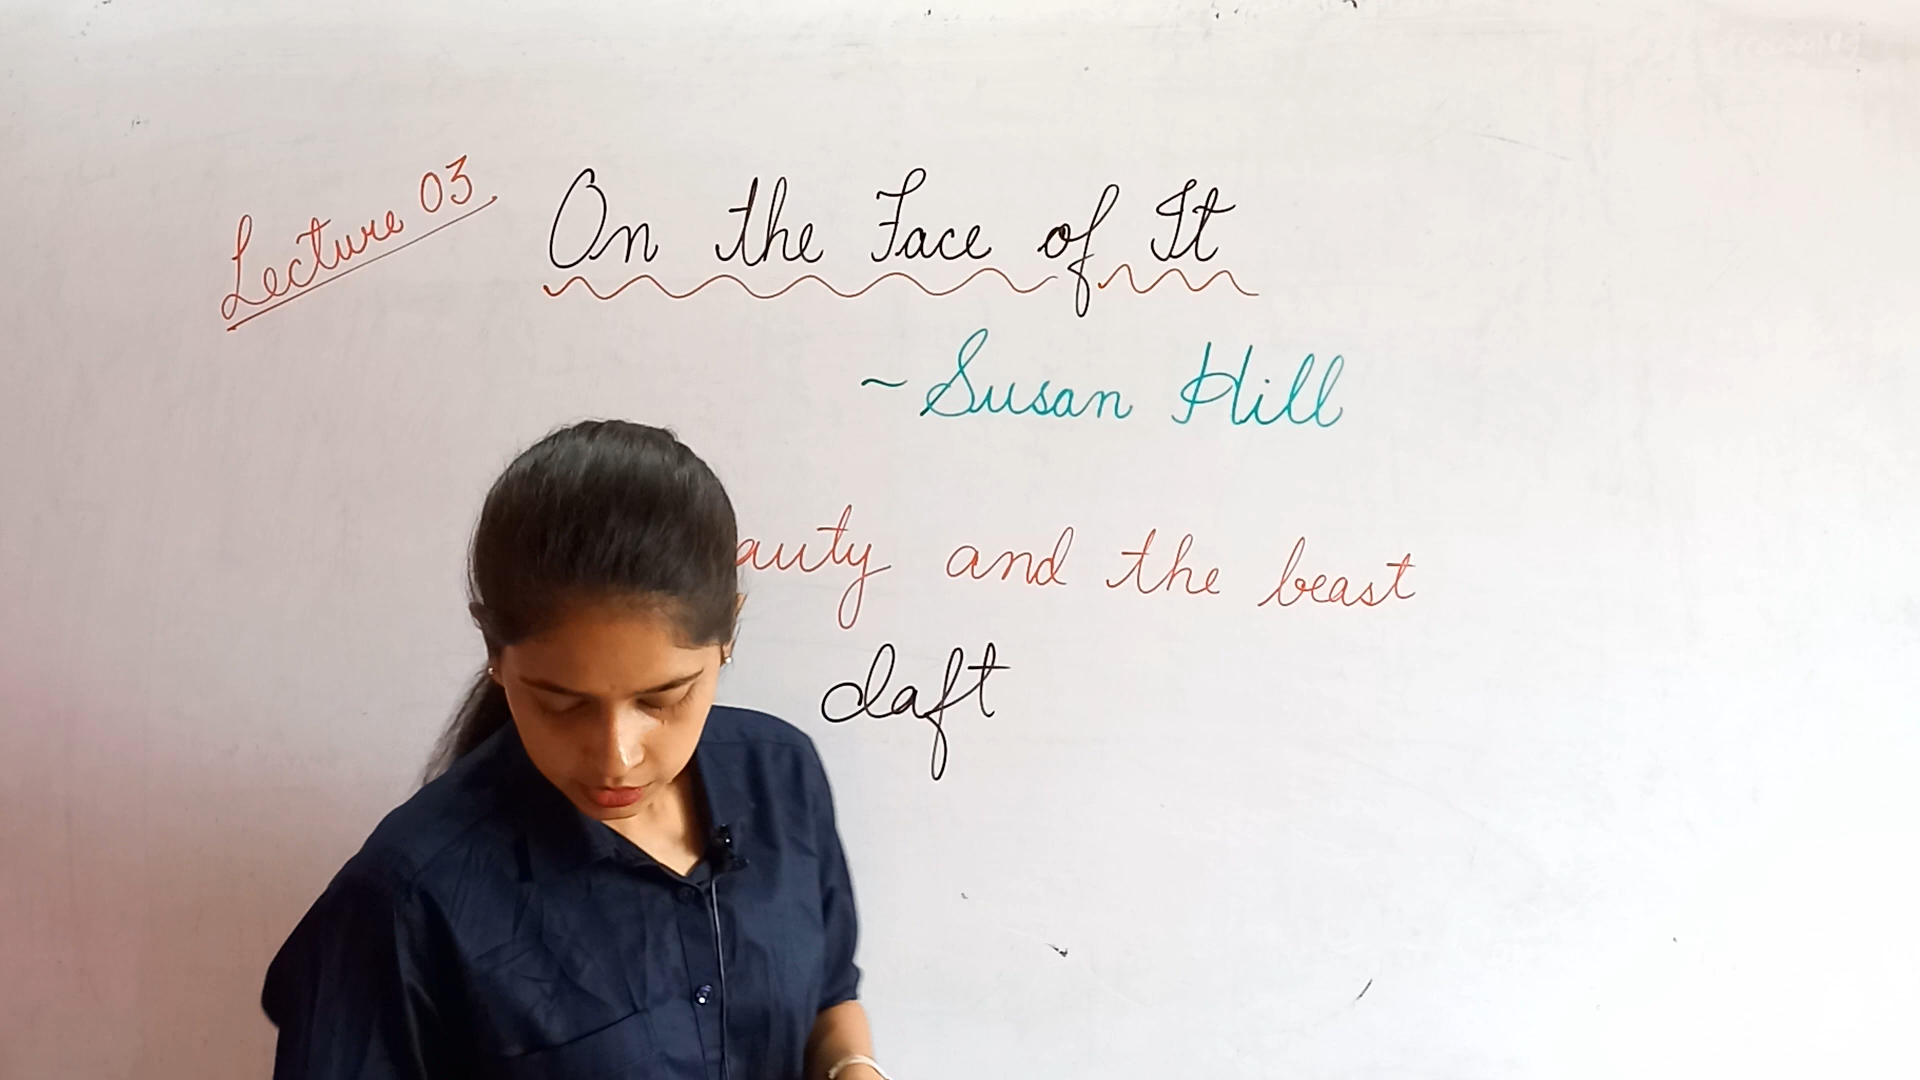 Lecture 03
On the Face of It
~ Susan Hill
auty and the beast
daft